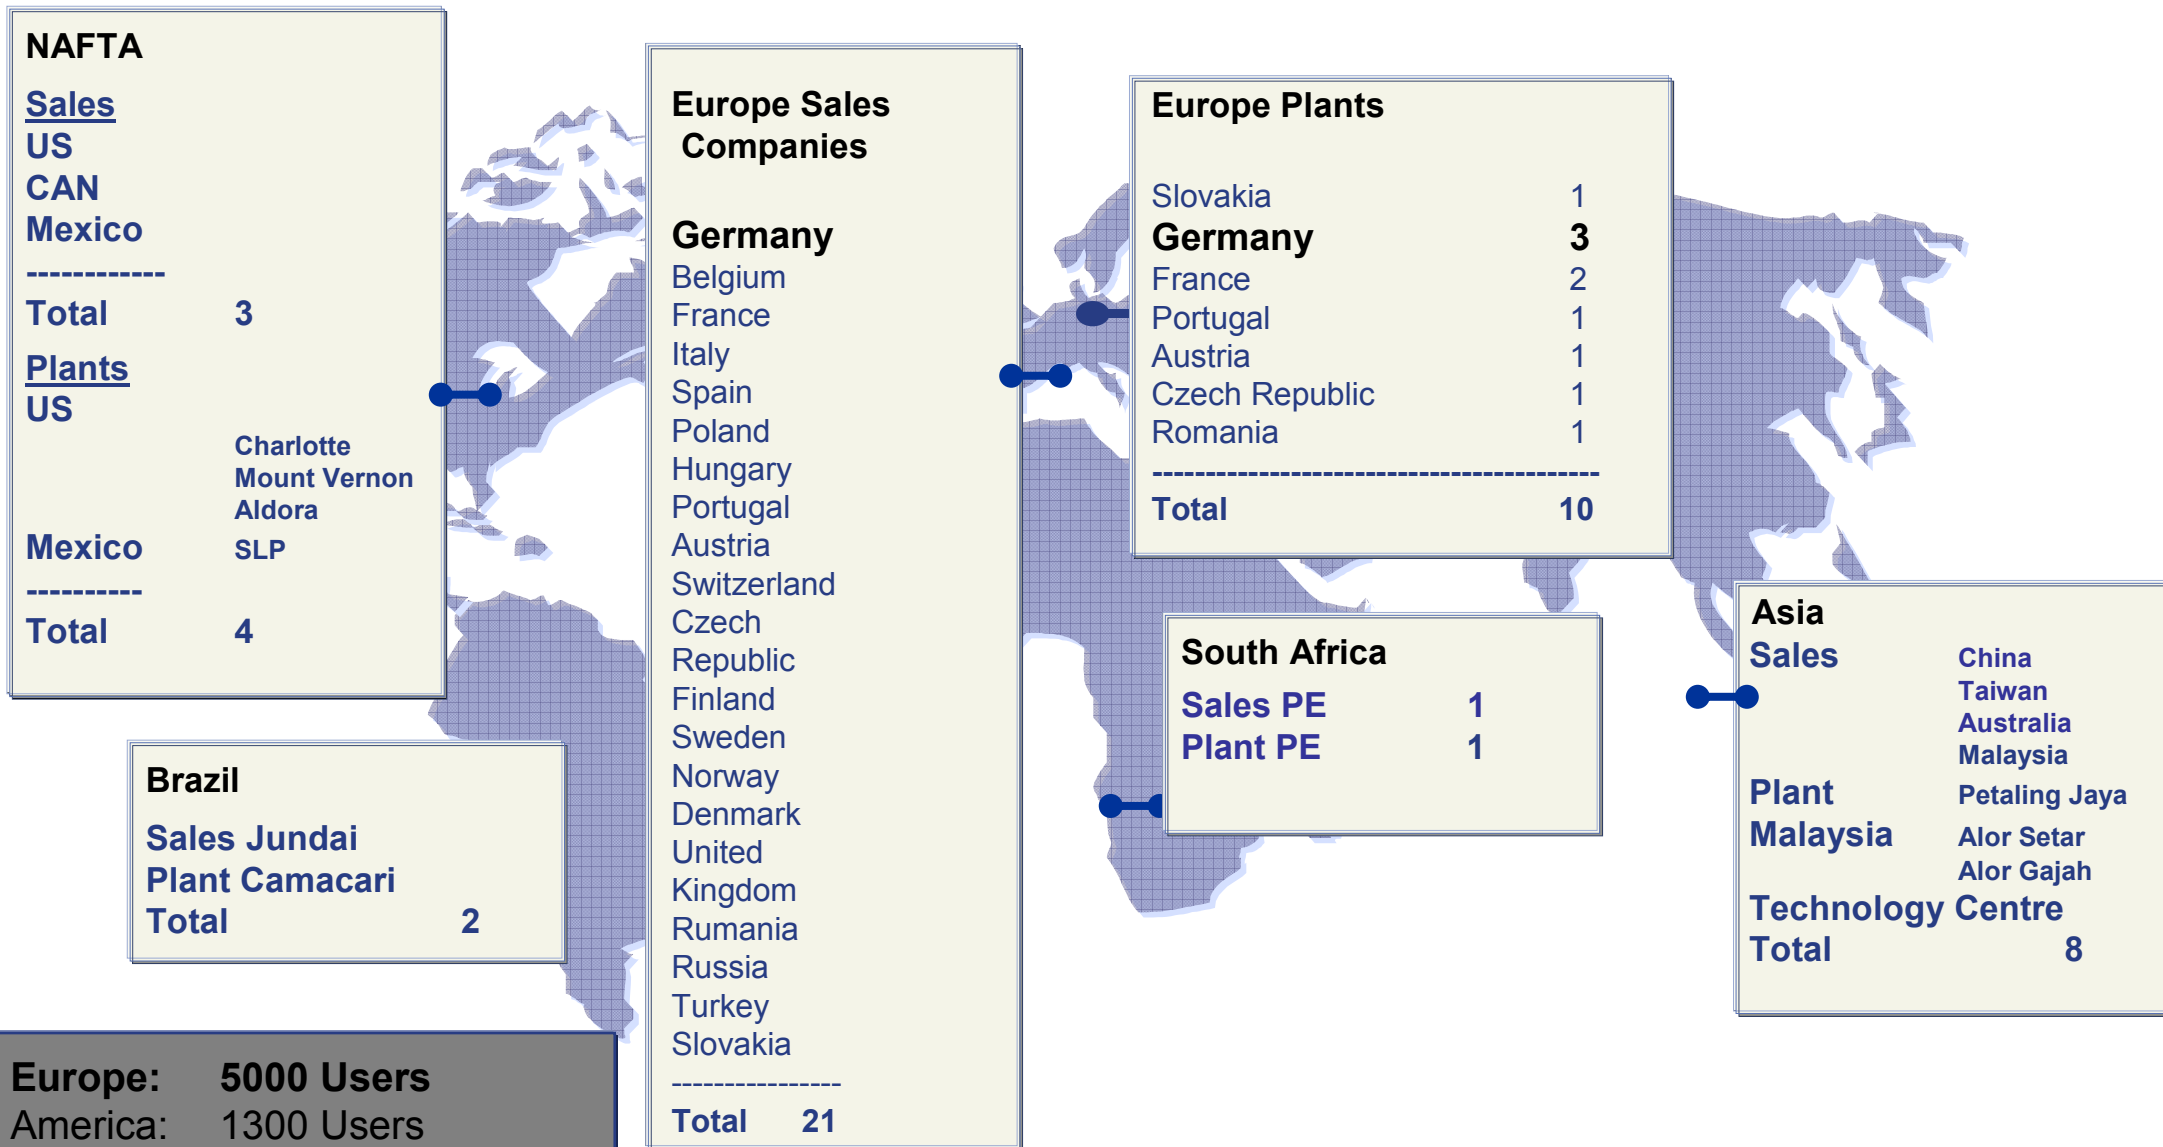 NAFTA
Sales
US
CAN
Mexico
------------
Total 3
Plants
US
Charlotte
Mount Vernon
Aldora
Mexico SLP
----------
Total 4
Brazil
Sales Jundai
Plant Camacari
Total 2
Europe: 5000 Users
America: 1300 Users
Europe Sales
Companies
Germany
Belgium
France
Italy
Spain
Poland
Hungary
Portugal
Austria
Switzerland
Czech
Republic
Finland
Sweden
Norway
Denmark
United
Kingdom
Rumania
Russia
Turkey
Slovakia
----------------
Total 21
Europe Plants
Slovakia 1
Germany 3
France 2
Portugal 1
Austria 1
Czech Republic 1
Romania 1
------------------------------------------
Total 10
South Africa
Sales PE 1
Plant PE 1
Asia
Sales China
Taiwan
Australia
Malaysia
Plant Petaling Jaya
Malaysia Alor Setar
Alor Gajah
Technology Centre
Total 8